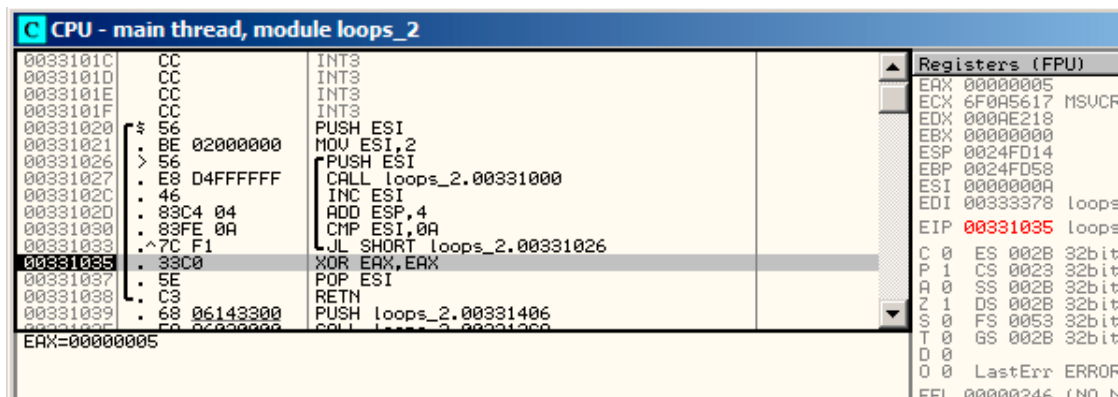 C CPU - main thread, module loops_2
0033101C CC INT3
0033101D CC INT3
0033101E CC INT3
0033101F CC INT3
00331020 $ 56 PUSH ESI
00331021 . BE 02000000 MOV ESI,2
00331026 > 56 PUSH ESI
00331027 . E8 D4FFFFFF CALL loops_2.00331000
0033102C . 46 INC ESI
0033102D . 83C4 04 ADD ESP,4
00331030 . 83FE 0A CMP ESI,0A
00331033 .^7C F1 JL SHORT loops_2.00331026
00331035 . 33C0 XOR EAX,EAX
00331037 . 5E POP ESI
00331038 . C3 RETN
00331039 . 68 06143300 PUSH loops_2.00331406
EAX=00000005
Registers (FPU)
EAX 00000005
ECX 6F0A5617 MSVCR
EDX 000AE218
EBX 00000000
ESP 0024FD14
EBP 0024FD58
ESI 0000000A
EDI 00333378 loops
EIP 00331035 loops
C 0 ES 002B 32bit
P 1 CS 0023 32bit
A 0 SS 002B 32bit
Z 1 DS 002B 32bit
S 0 FS 0053 32bit
T 0 GS 002B 32bit
D 0
O 0 LastErr ERROR
EFL 00000246 (NO,N